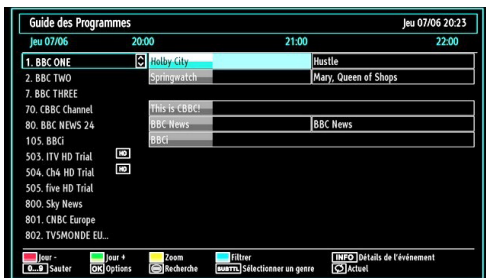 Guide des Programmes Jeu 07/06 20:23
Jeu 07/06 20:00 21:00 22:00
1. BBC ONE Holby City Hustle
2. BBC TWO Springwatch Mary, Queen of Shops
7. BBC THREE
70. CBBC Channel This is CBBC!
80. BBC NEWS 24 BBC News BBC News
105. BBCi BBCi
503. ITV HD Trial HD
504. Ch4 HD Trial HD
505. five HD Trial
800. Sky News
801. CNBC Europe
802. TV5MONDE EU...
Jour - Jour + Zoom Filtrer INFO Détails de l'événement
0...9 Sauter OK Options Recherche SUBTTL Sélectionner un genre Actuel